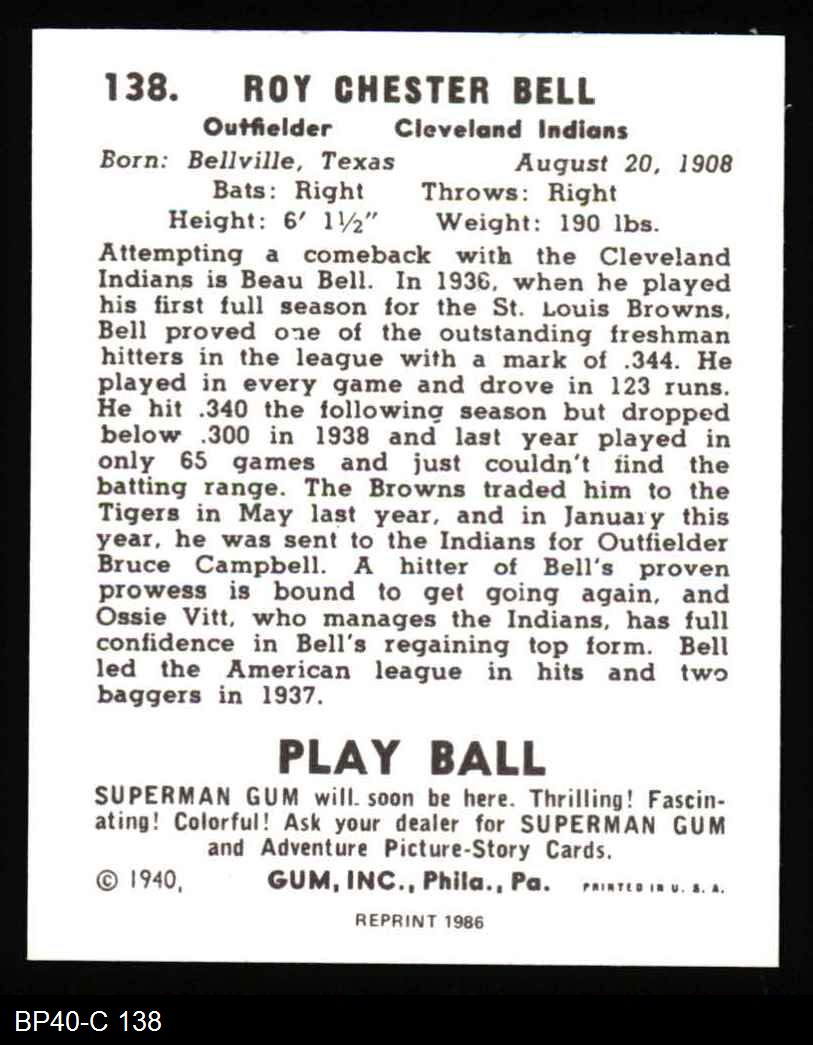 138. ROY CHESTER BELL
Outfielder Cleveland Indians
Born: Bellville, Texas August 20, 1908
Bats: Right Throws: Right
Height: 6' 1½" Weight: 190 lbs.
Attempting a comeback with the Cleveland
Indians is Beau Bell. In 1936, when he played
his first full season for the St. Louis Browns,
Bell proved one of the outstanding freshman
hitters in the league with a mark of .344. He
played in every game and drove in 123 runs.
He hit .340 the following season but dropped
below .300 in 1938 and last year played in
only 65 games and just couldn't find the
batting range. The Browns traded him to the
Tigers in May last year, and in January this
year, he was sent to the Indians for Outfielder
Bruce Campbell. A hitter of Bell's proven
prowess is bound to get going again, and
Ossie Vitt, who manages the Indians, has full
confidence in Bell's regaining top form. Bell
led the American league in hits and two
baggers in 1937.
PLAY BALL
SUPERMAN GUM will soon be here. Thrilling! Fascin-
ating! Colorful! Ask your dealer for SUPERMAN GUM
and Adventure Picture-Story Cards.
© 1940, GUM, INC., Phila., Pa. PRINTED IN U. S. A.
REPRINT 1986
BP40-C 138